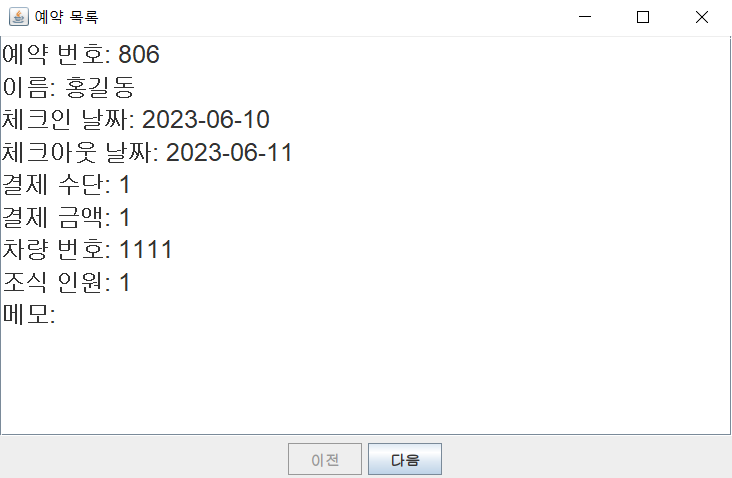 예약 목록
예약 번호: 806
이름: 홍길동
체크인 날짜: 2023-06-10
체크아웃 날짜: 2023-06-11
결제 수단: 1
결제 금액: 1
차량 번호: 1111
조식 인원: 1
메모:
이전 다음